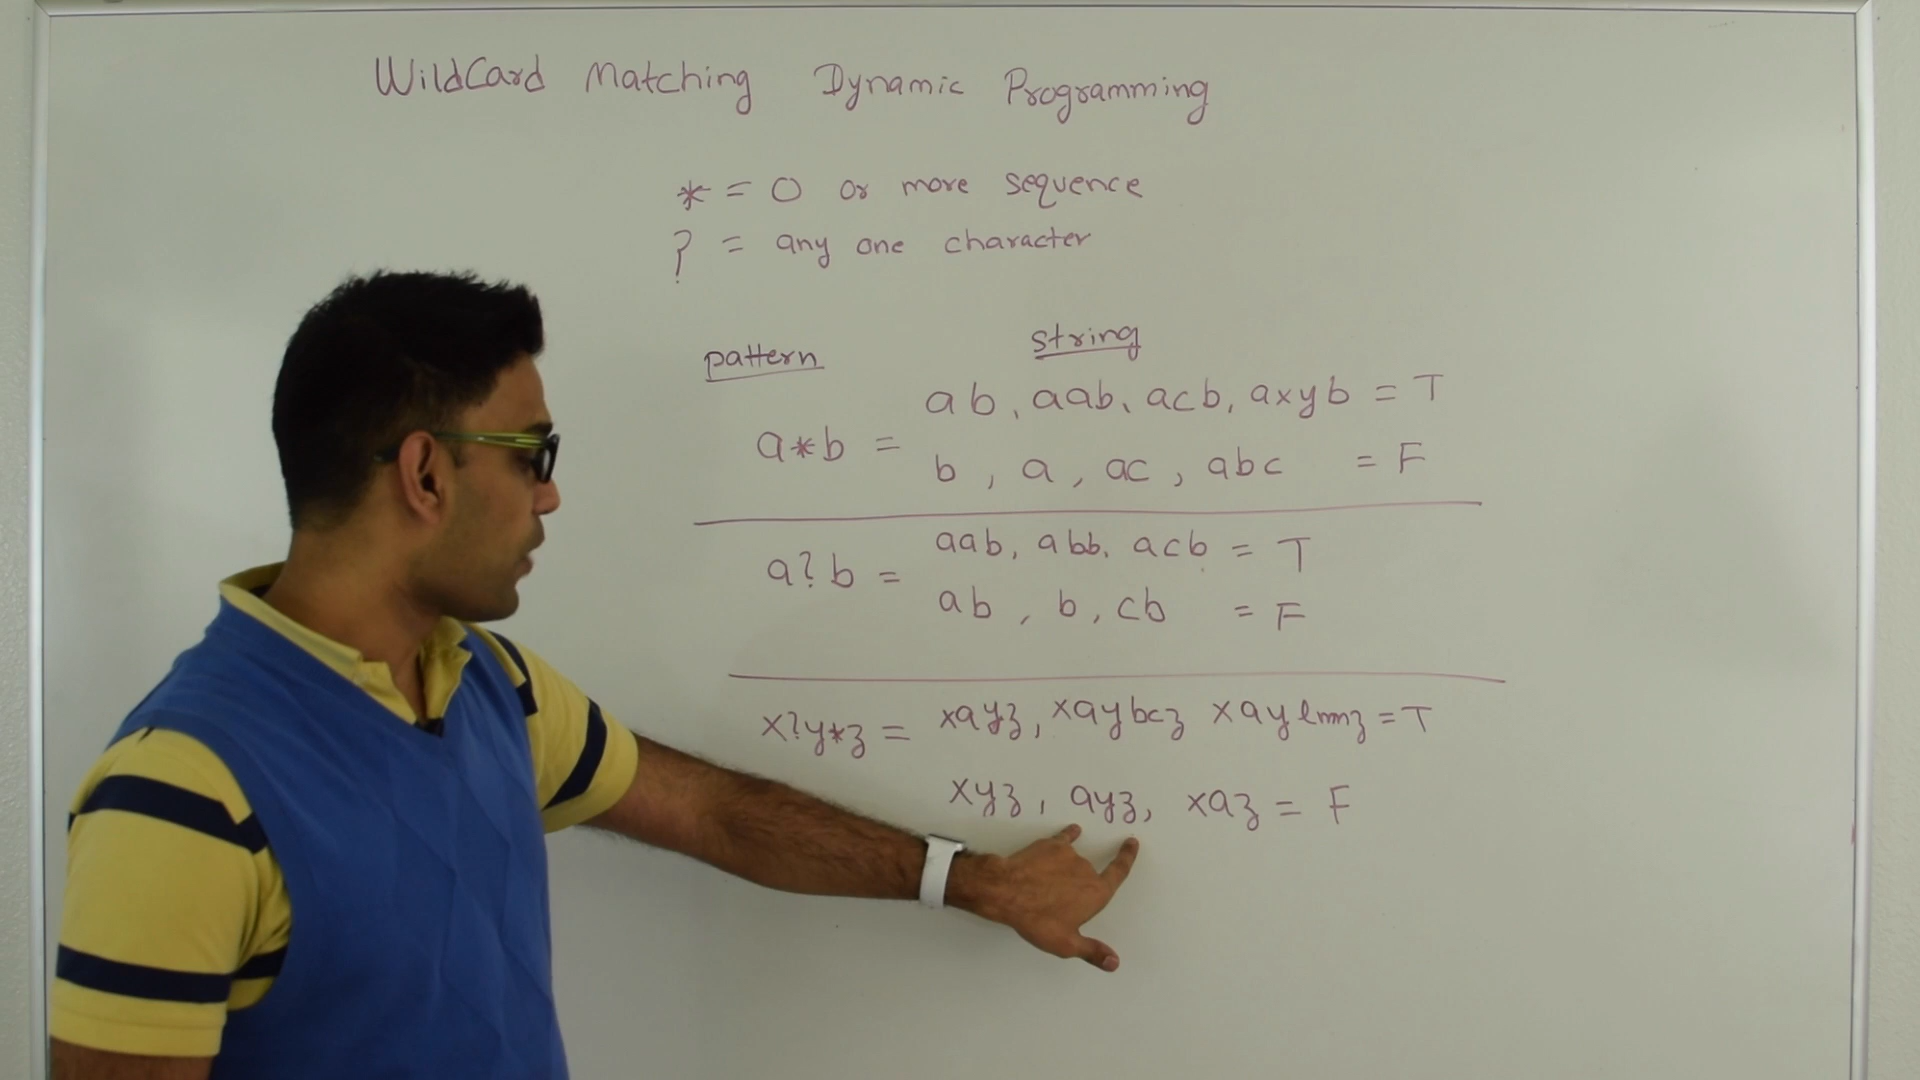 WildCard Matching Dynamic Programming
* = 0 or more sequence
? = any one character
pattern string
ab, aab, acb, axyb = T
a*b =
b, a, ac, abc = F
aab, abb, acb = T
a?b =
ab, b, cb = F
x?y*z = xayz, xaybcz xaylmnz = T
xyz, ayz, xaz = F